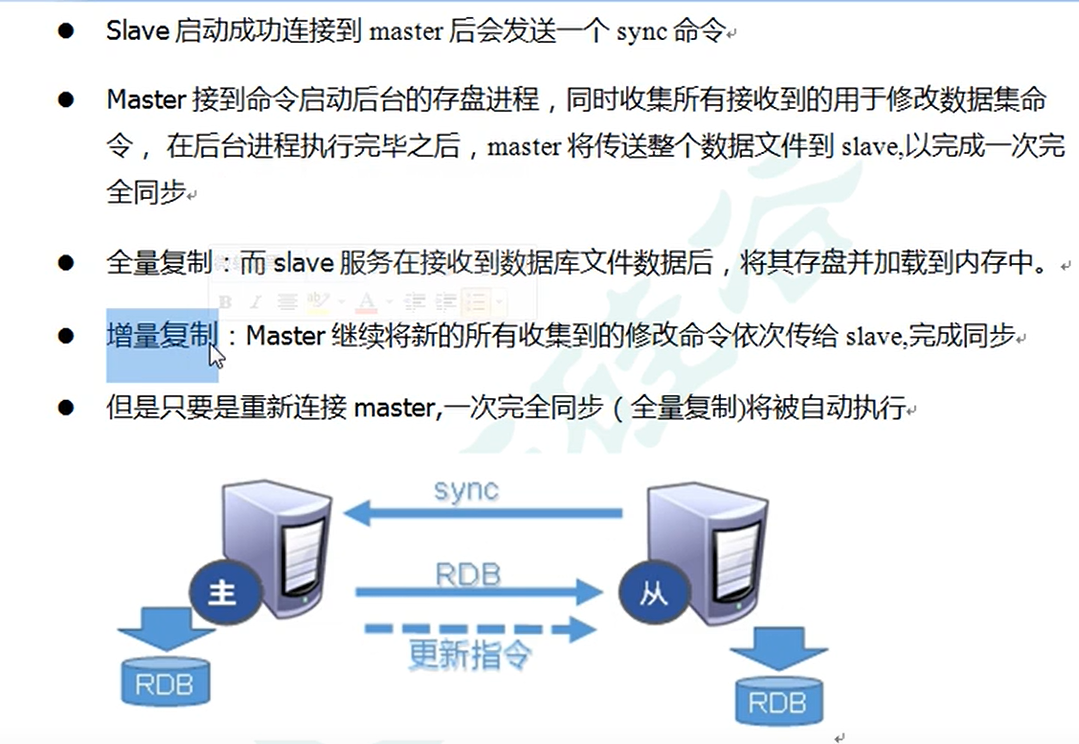 Slave 启动成功连接到 master 后会发送一个 sync 命令
Master 接到命令启动后台的存盘进程，同时收集所有接收到的用于修改数据集命
令， 在后台进程执行完毕之后，master 将传送整个数据文件到 slave,以完成一次完
全同步
全量复制：而 slave 服务在接收到数据库文件数据后，将其存盘并加载到内存中。
增量复制：Master 继续将新的所有收集到的修改命令依次传给 slave,完成同步
但是只要是重新连接 master,一次完全同步（全量复制)将被自动执行
sync
RDB
主
从
更新指令
RDB
RDB